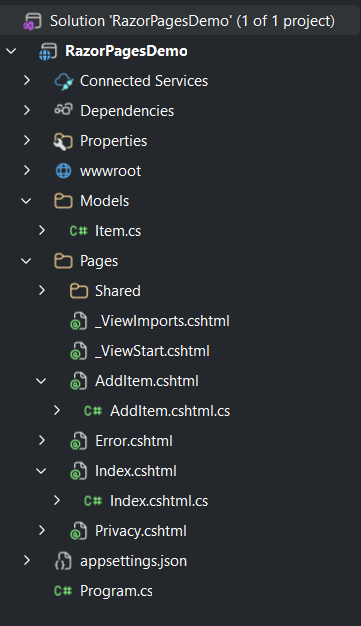 Solution 'RazorPagesDemo' (1 of 1 project)
RazorPagesDemo
Connected Services
Dependencies
Properties
wwwroot
Models
C# Item.cs
Pages
Shared
_ViewImports.cshtml
_ViewStart.cshtml
AddItem.cshtml
C# AddItem.cshtml.cs
Error.cshtml
Index.cshtml
C# Index.cshtml.cs
Privacy.cshtml
appsettings.json
C# Program.cs